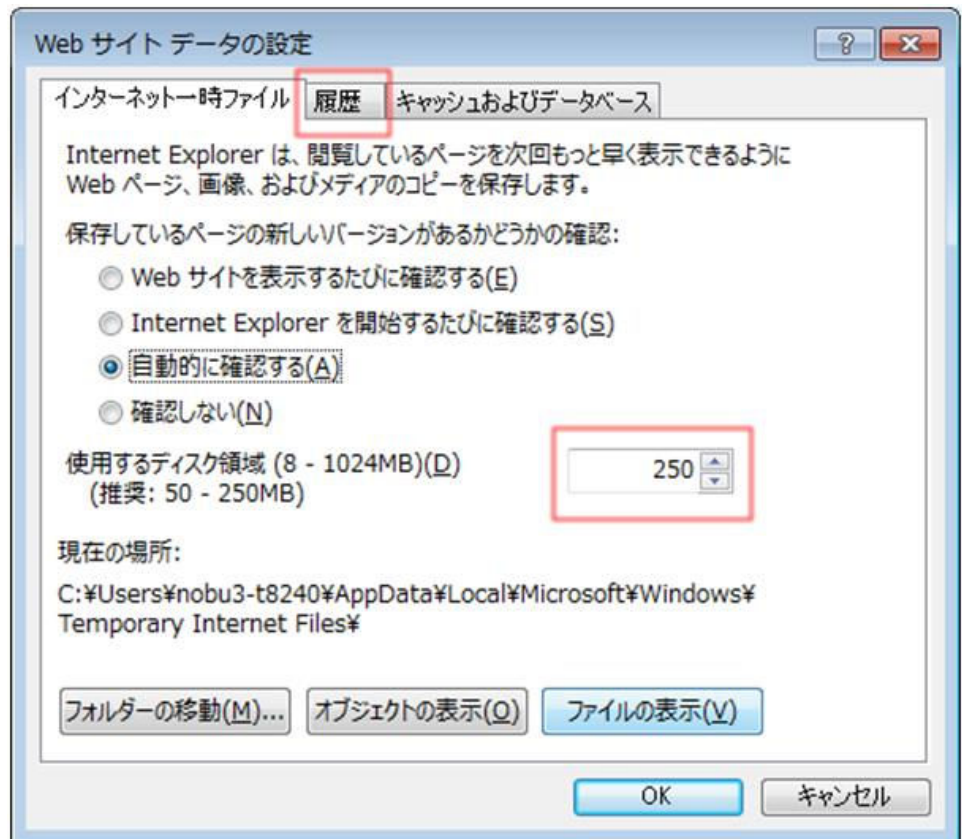 Web サイト データの設定
インターネット一時ファイル 履歴 キャッシュおよびデータベース
Internet Explorer は、閲覧しているページを次回もっと早く表示できるように
Web ページ、画像、およびメディアのコピーを保存します。
保存しているページの新しいバージョンがあるかどうかの確認:
Web サイトを表示するたびに確認する(E)
Internet Explorer を開始するたびに確認する(S)
自動的に確認する(A)
確認しない(N)
使用するディスク領域 (8 - 1024MB)(D) 250
(推奨: 50 - 250MB)
現在の場所:
C:¥Users¥nobu3-t8240¥AppData¥Local¥Microsoft¥Windows¥
Temporary Internet Files¥
フォルダーの移動(M)... オブジェクトの表示(O) ファイルの表示(V)
OK キャンセル